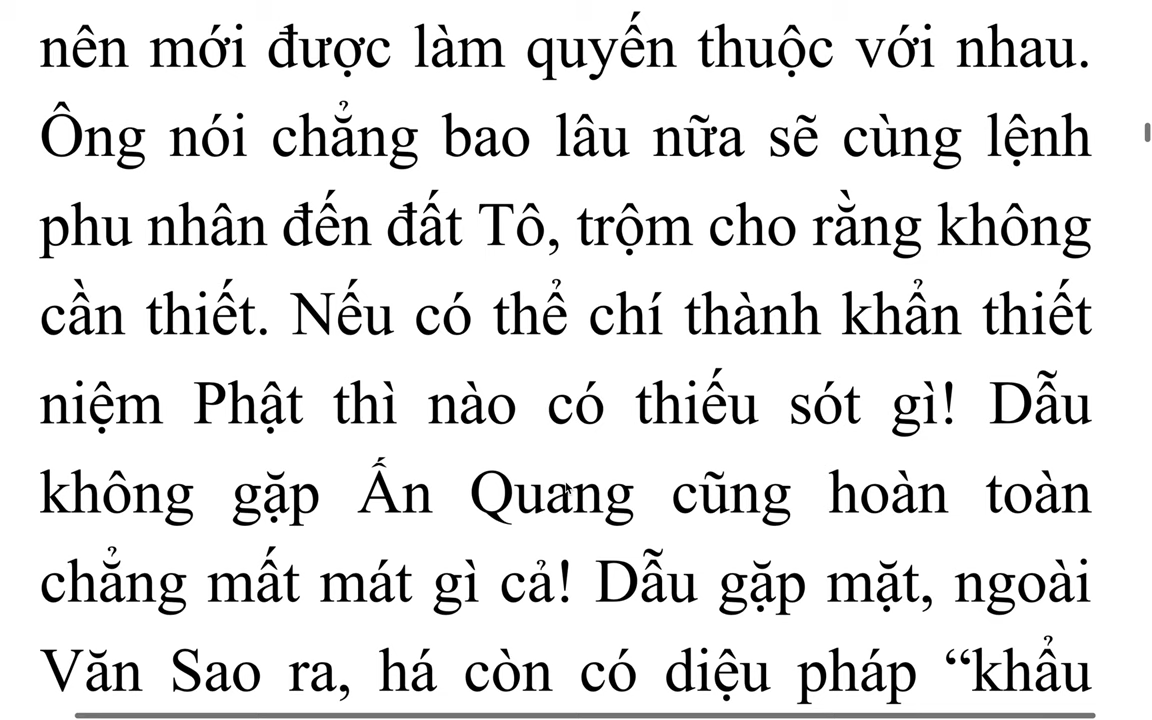 nên mới được làm quyến thuộc với nhau.
Ông nói chẳng bao lâu nữa sẽ cùng lệnh
phu nhân đến đất Tô, trộm cho rằng không
cần thiết. Nếu có thể chí thành khẩn thiết
niệm Phật thì nào có thiếu sót gì! Dẫu
không gặp Ấn Quang cũng hoàn toàn
chẳng mất mát gì cả! Dẫu gặp mặt, ngoài
Văn Sao ra, há còn có diệu pháp “khẩu